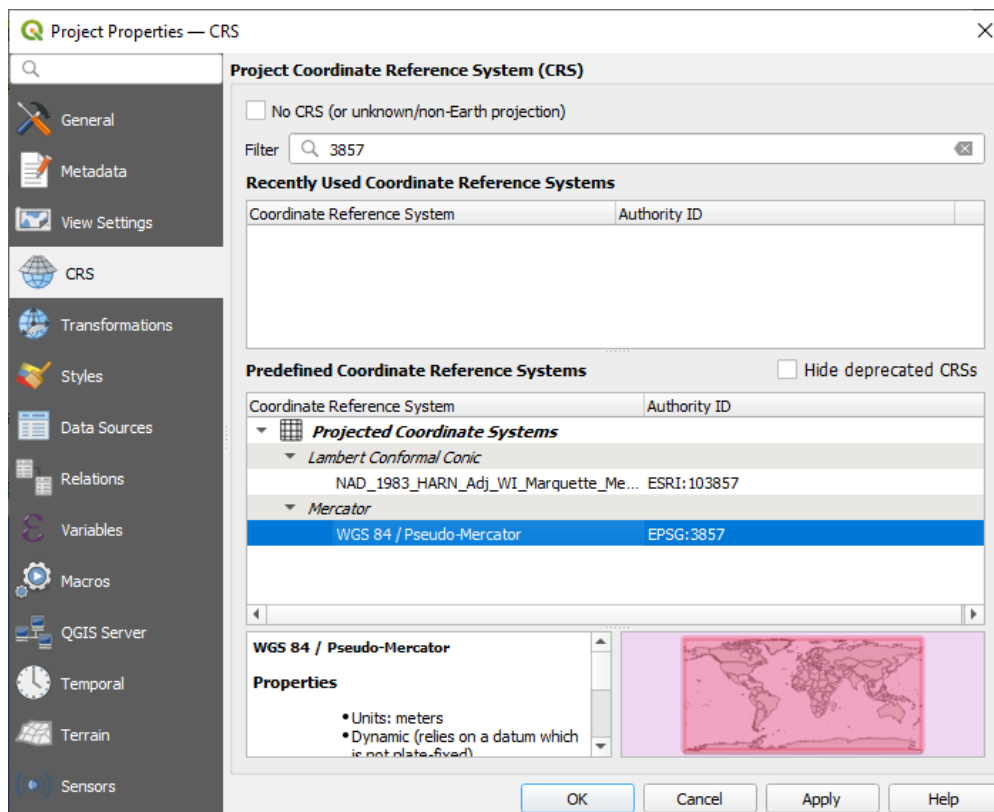 Project Properties — CRS
Project Coordinate Reference System (CRS)
General
Metadata
View Settings
CRS
Transformations
Styles
Data Sources
Relations
Variables
Macros
QGIS Server
Temporal
Terrain
Sensors
No CRS (or unknown/non-Earth projection)
Filter 3857
Recently Used Coordinate Reference Systems
Coordinate Reference System Authority ID
Predefined Coordinate Reference Systems Hide deprecated CRSs
Coordinate Reference System Authority ID
Projected Coordinate Systems
Lambert Conformal Conic
NAD_1983_HARN_Adj_WI_Marquette_Me... ESRI:103857
Mercator
WGS 84 / Pseudo-Mercator EPSG:3857
WGS 84 / Pseudo-Mercator
Properties
•Units: meters
•Dynamic (relies on a datum which
is not plate-fixed)
OK Cancel Apply Help